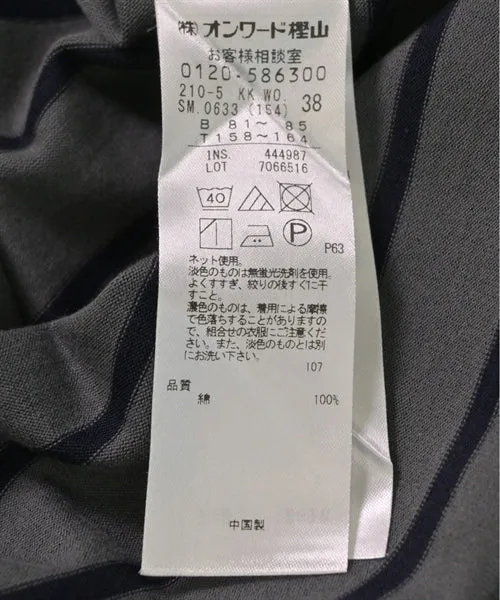 (株)オンワード樫山
お客様相談室
0120-586300
210-5 KK WO. 38
SM.0633 (154)
B 81～ 85
T158～164
INS. 444987
LOT 7066516
40
P
P63
ネット使用。
淡色のものは無蛍光洗剤を使用。
よくすすぎ、絞りの後すぐに干
すこと。
濃色のものは、着用による摩擦
で色落ちすることがありますの
で、組合せの衣服にご注意くだ
さい。また、淡色のものとは別
にお洗い下さい。
107
品質
綿 100%
中国製